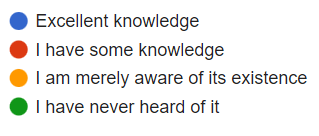 Excellent knowledge
I have some knowledge
I am merely aware of its existence
I have never heard of it